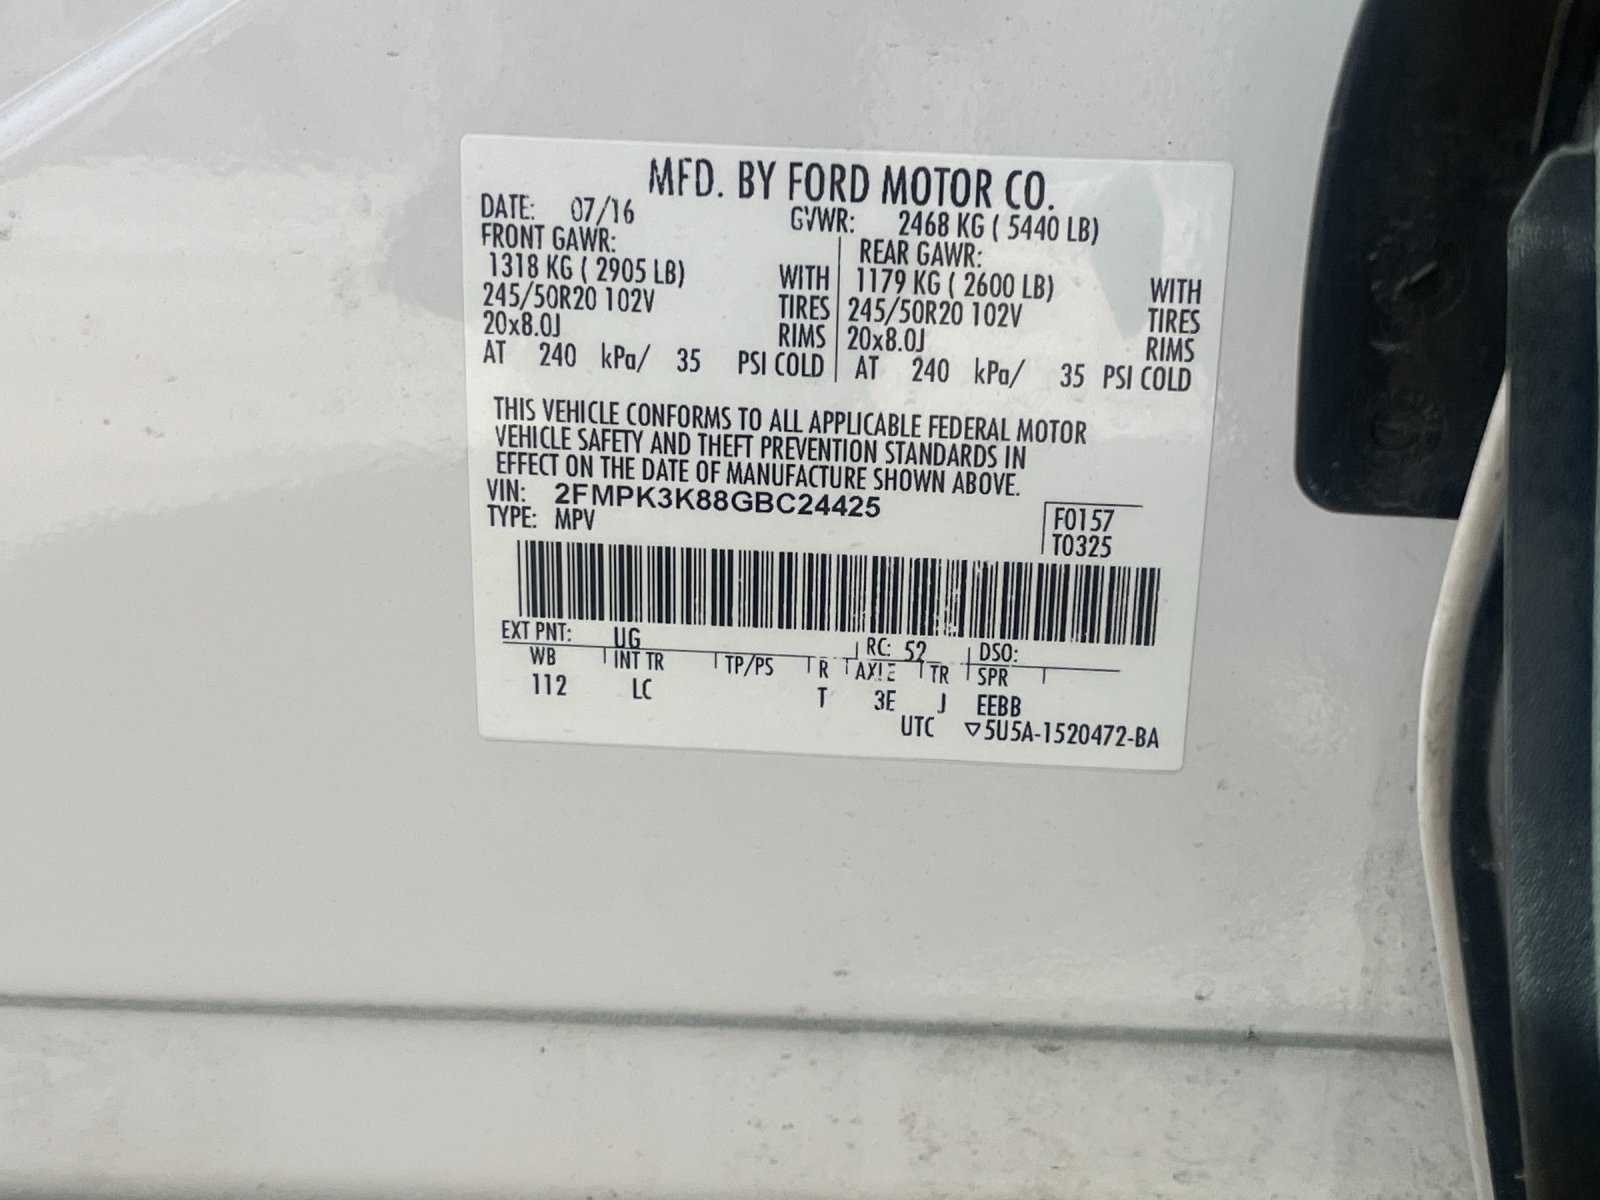 MFD. BY FORD MOTOR CO.
DATE: 07/16 GVWR: 2468 KG ( 5440 LB)
FRONT GAWR: REAR GAWR:
1318 KG ( 2905 LB) WITH 1179 KG ( 2600 LB) WITH
245/50R20 102V TIRES 245/50R20 102V TIRES
20x8.0J RIMS 20x8.0J RIMS
AT 240 kPa/ 35 PSI COLD AT 240 kPa/ 35 PSI COLD
THIS VEHICLE CONFORMS TO ALL APPLICABLE FEDERAL MOTOR
VEHICLE SAFETY AND THEFT PREVENTION STANDARDS IN
EFFECT ON THE DATE OF MANUFACTURE SHOWN ABOVE.
VIN: 2FMPK3K88GBC24425 F0157
TYPE: MPV T0325
EXT PNT: UG RC: 52 DSO:
WB INT TR TP/PS R AXLE TR SPR
112 LC T 3E J EEBB
UTC ▽5U5A-1520472-BA